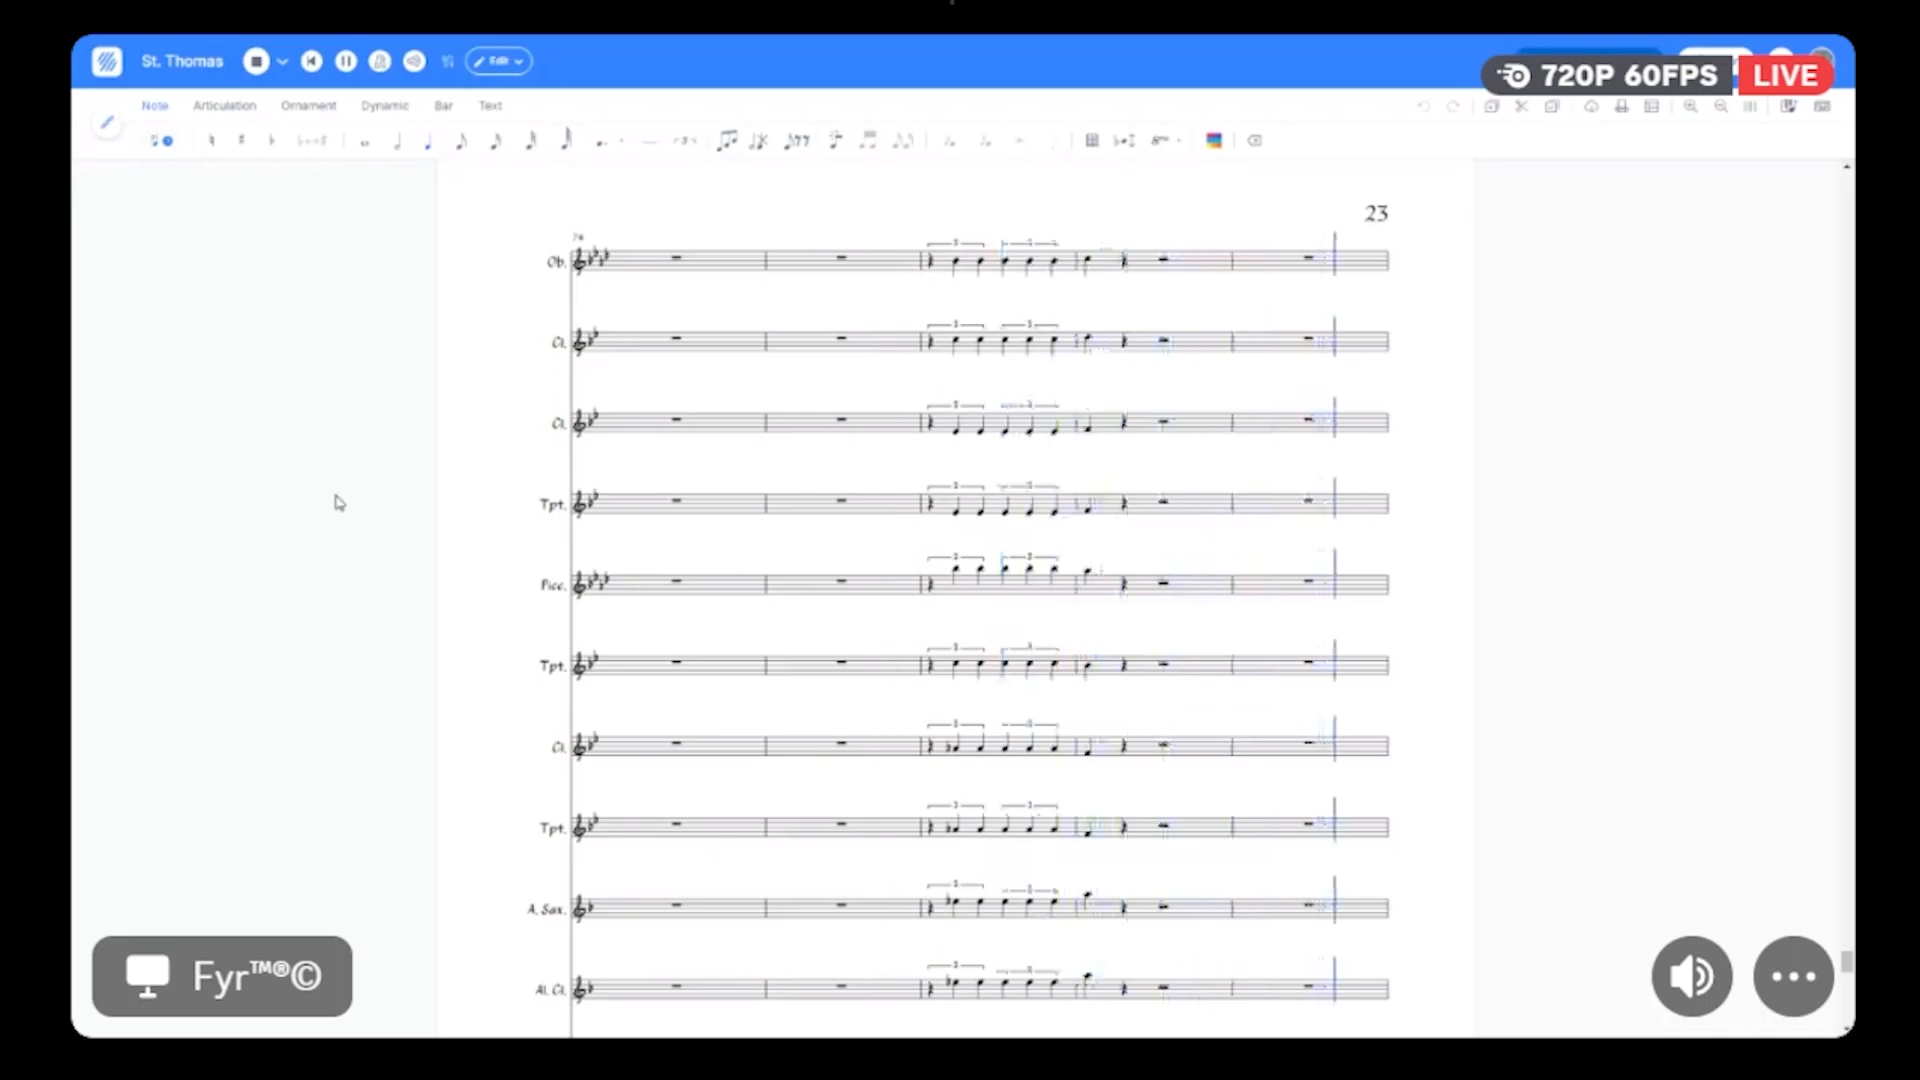 St. Thomas Edit
720P 60FPS LIVE
Note Articulation Ornament Dynamic Bar Text
23
Ob.
Cl.
Cl.
Tpt.
Picc.
Tpt.
Cl.
Tpt.
A. Sax.
Al. Cl.
Fyr™®©